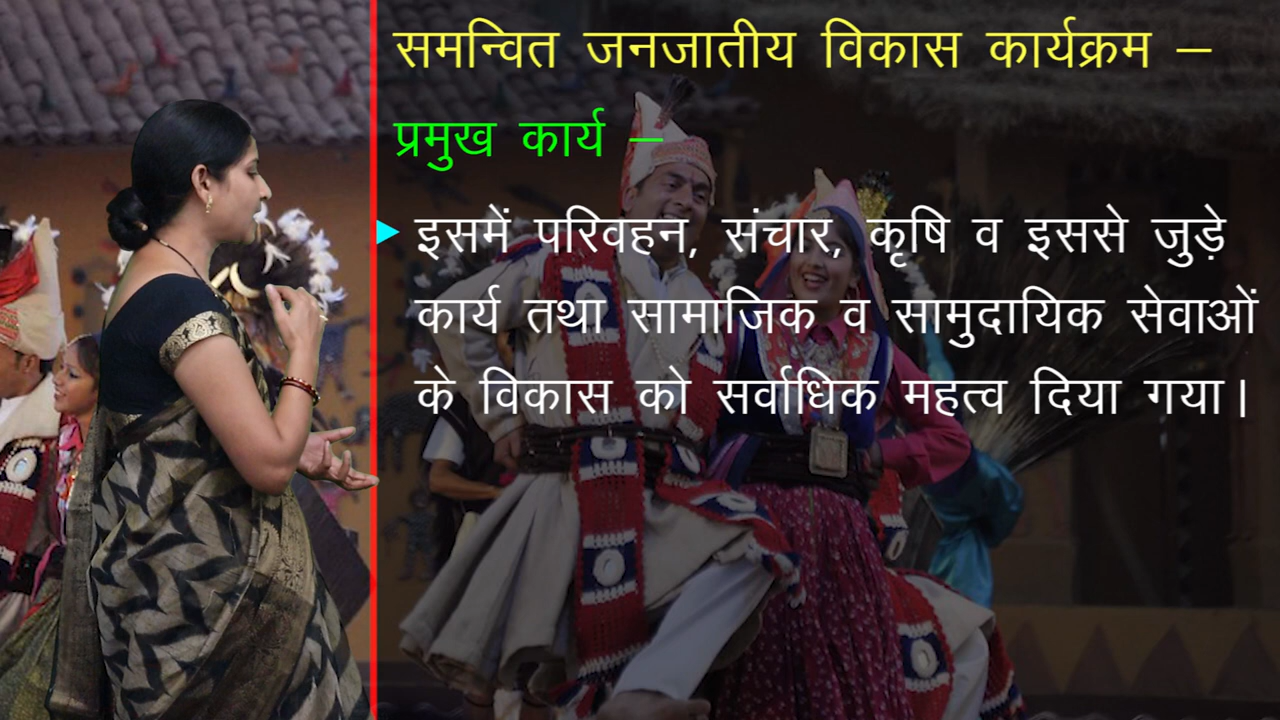 समन्वित जनजातीय विकास कार्यक्रम –
प्रमुख कार्य –
इसमें परिवहन, संचार, कृषि व इससे जुड़े
कार्य तथा सामाजिक व सामुदायिक सेवाओं
के विकास को सर्वाधिक महत्व दिया गया।